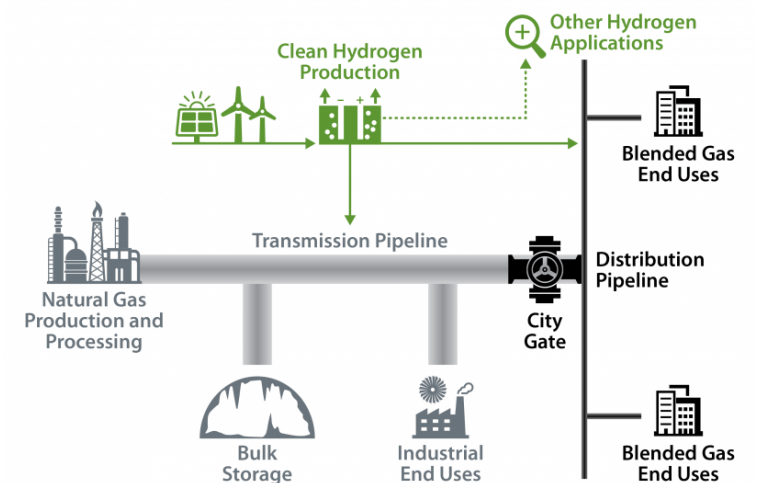 Other Hydrogen
Applications
Clean Hydrogen
Production
- +
Blended Gas
End Uses
Transmission Pipeline
Distribution
Pipeline
Natural Gas
Production and
Processing
City
Gate
Bulk
Storage
Industrial
End Uses
Blended Gas
End Uses